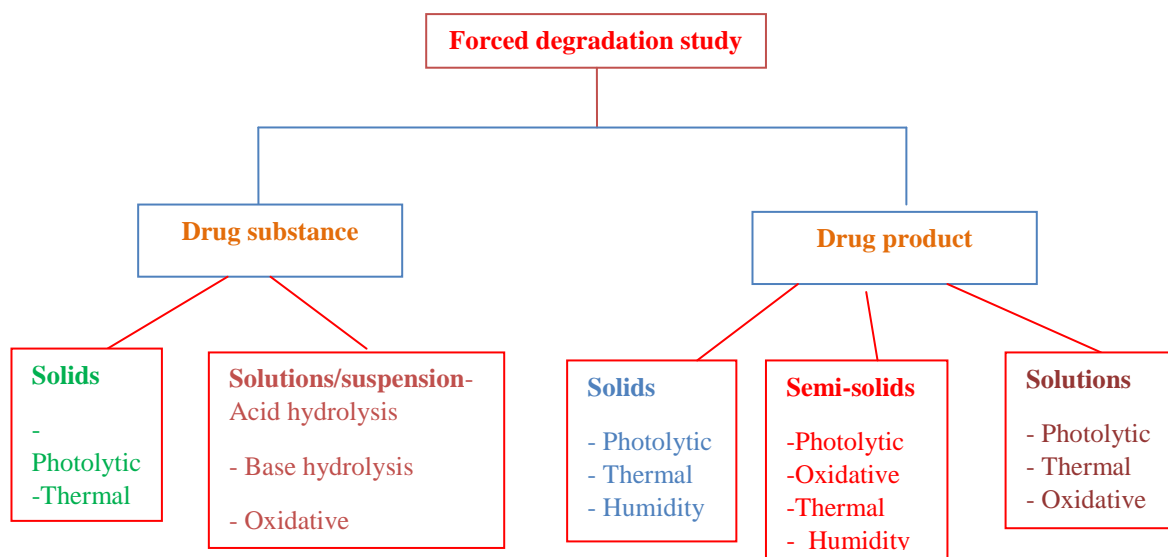 Forced degradation study
Drug substance
Drug product
Solids
-
Photolytic
-Thermal
Solutions/suspension-
Acid hydrolysis
- Base hydrolysis
- Oxidative
Solids
- Photolytic
- Thermal
- Humidity
Semi-solids
-Photolytic
-Oxidative
-Thermal
- Humidity
Solutions
- Photolytic
- Thermal
- Oxidative